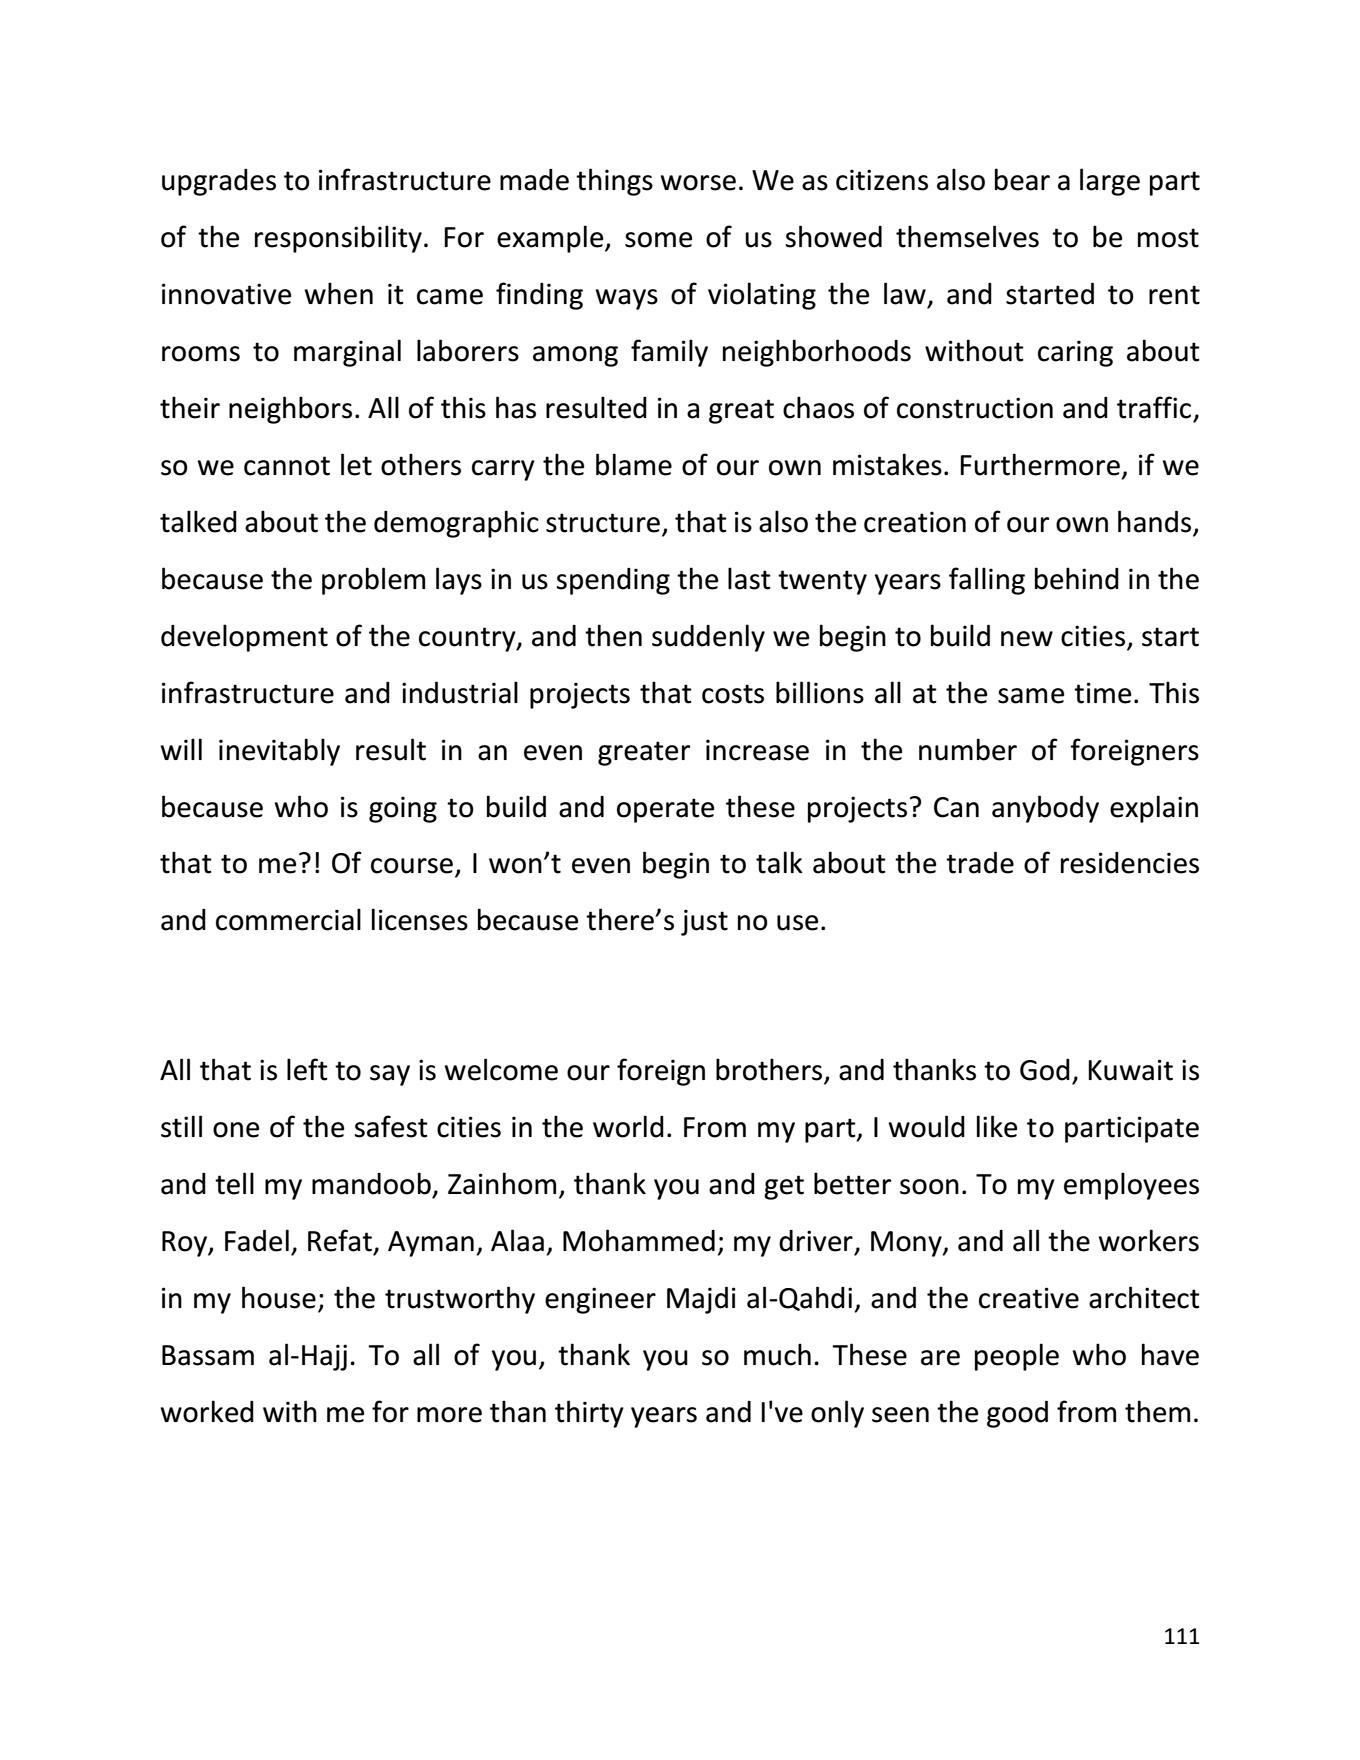 upgrades to infrastructure made things worse. We as citizens also bear a large part
of the responsibility. For example, some of us showed themselves to be most
innovative when it came finding ways of violating the law, and started to rent
rooms to marginal laborers among family neighborhoods without caring about
their neighbors. All of this has resulted in a great chaos of construction and traffic,
so we cannot let others carry the blame of our own mistakes. Furthermore, if we
talked about the demographic structure, that is also the creation of our own hands,
because the problem lays in us spending the last twenty years falling behind in the
development of the country, and then suddenly we begin to build new cities, start
infrastructure and industrial projects that costs billions all at the same time. This
will inevitably result in an even greater increase in the number of foreigners
because who is going to build and operate these projects? Can anybody explain
that to me?! Of course, I won’t even begin to talk about the trade of residencies
and commercial licenses because there’s just no use.
All that is left to say is welcome our foreign brothers, and thanks to God, Kuwait is
still one of the safest cities in the world. From my part, I would like to participate
and tell my mandoob, Zainhom, thank you and get better soon. To my employees
Roy, Fadel, Refat, Ayman, Alaa, Mohammed; my driver, Mony, and all the workers
in my house; the trustworthy engineer Majdi al-Qahdi, and the creative architect
Bassam al-Hajj. To all of you, thank you so much. These are people who have
worked with me for more than thirty years and I've only seen the good from them.
111